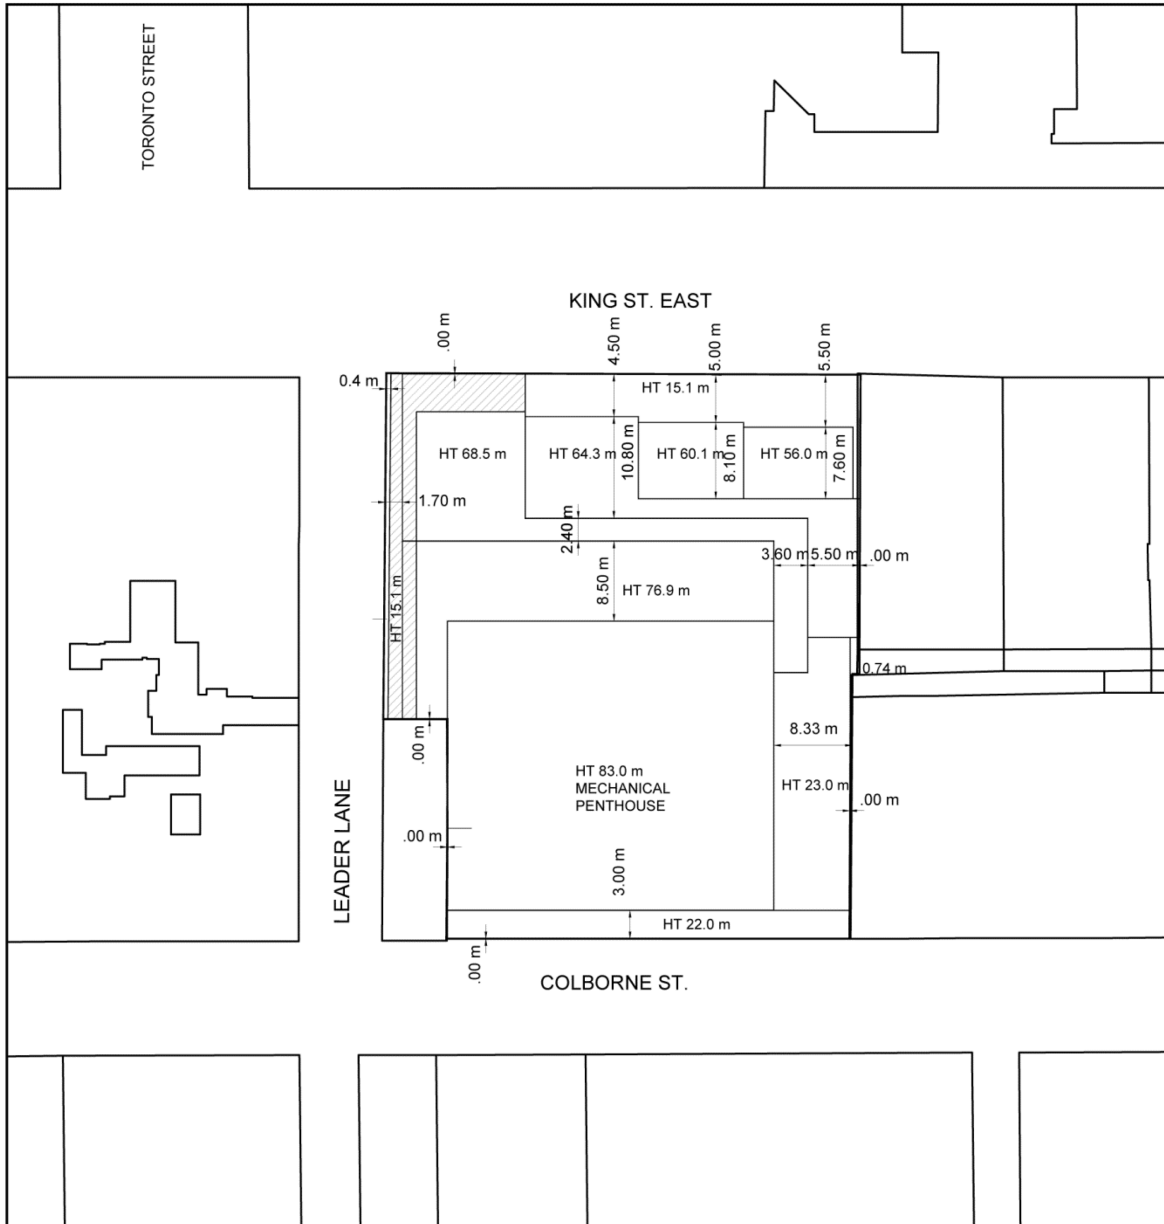 TORONTO STREET
KING ST. EAST
.00 m
4.50 m
5.00 m
5.50 m
0.4 m
HT 15.1 m
HT 68.5 m
HT 64.3 m
10.80 m
HT 60.1 m
8.10 m
HT 56.0 m
7.60 m
1.70 m
2.40 m
3.60 m
5.50 m
.00 m
8.50 m
HT 76.9 m
HT 15.1 m
0.74 m
.00 m
8.33 m
HT 83.0 m
MECHANICAL
PENTHOUSE
HT 23.0 m
.00 m
LEADER LANE
.00 m
3.00 m
HT 22.0 m
.00 m
COLBORNE ST.